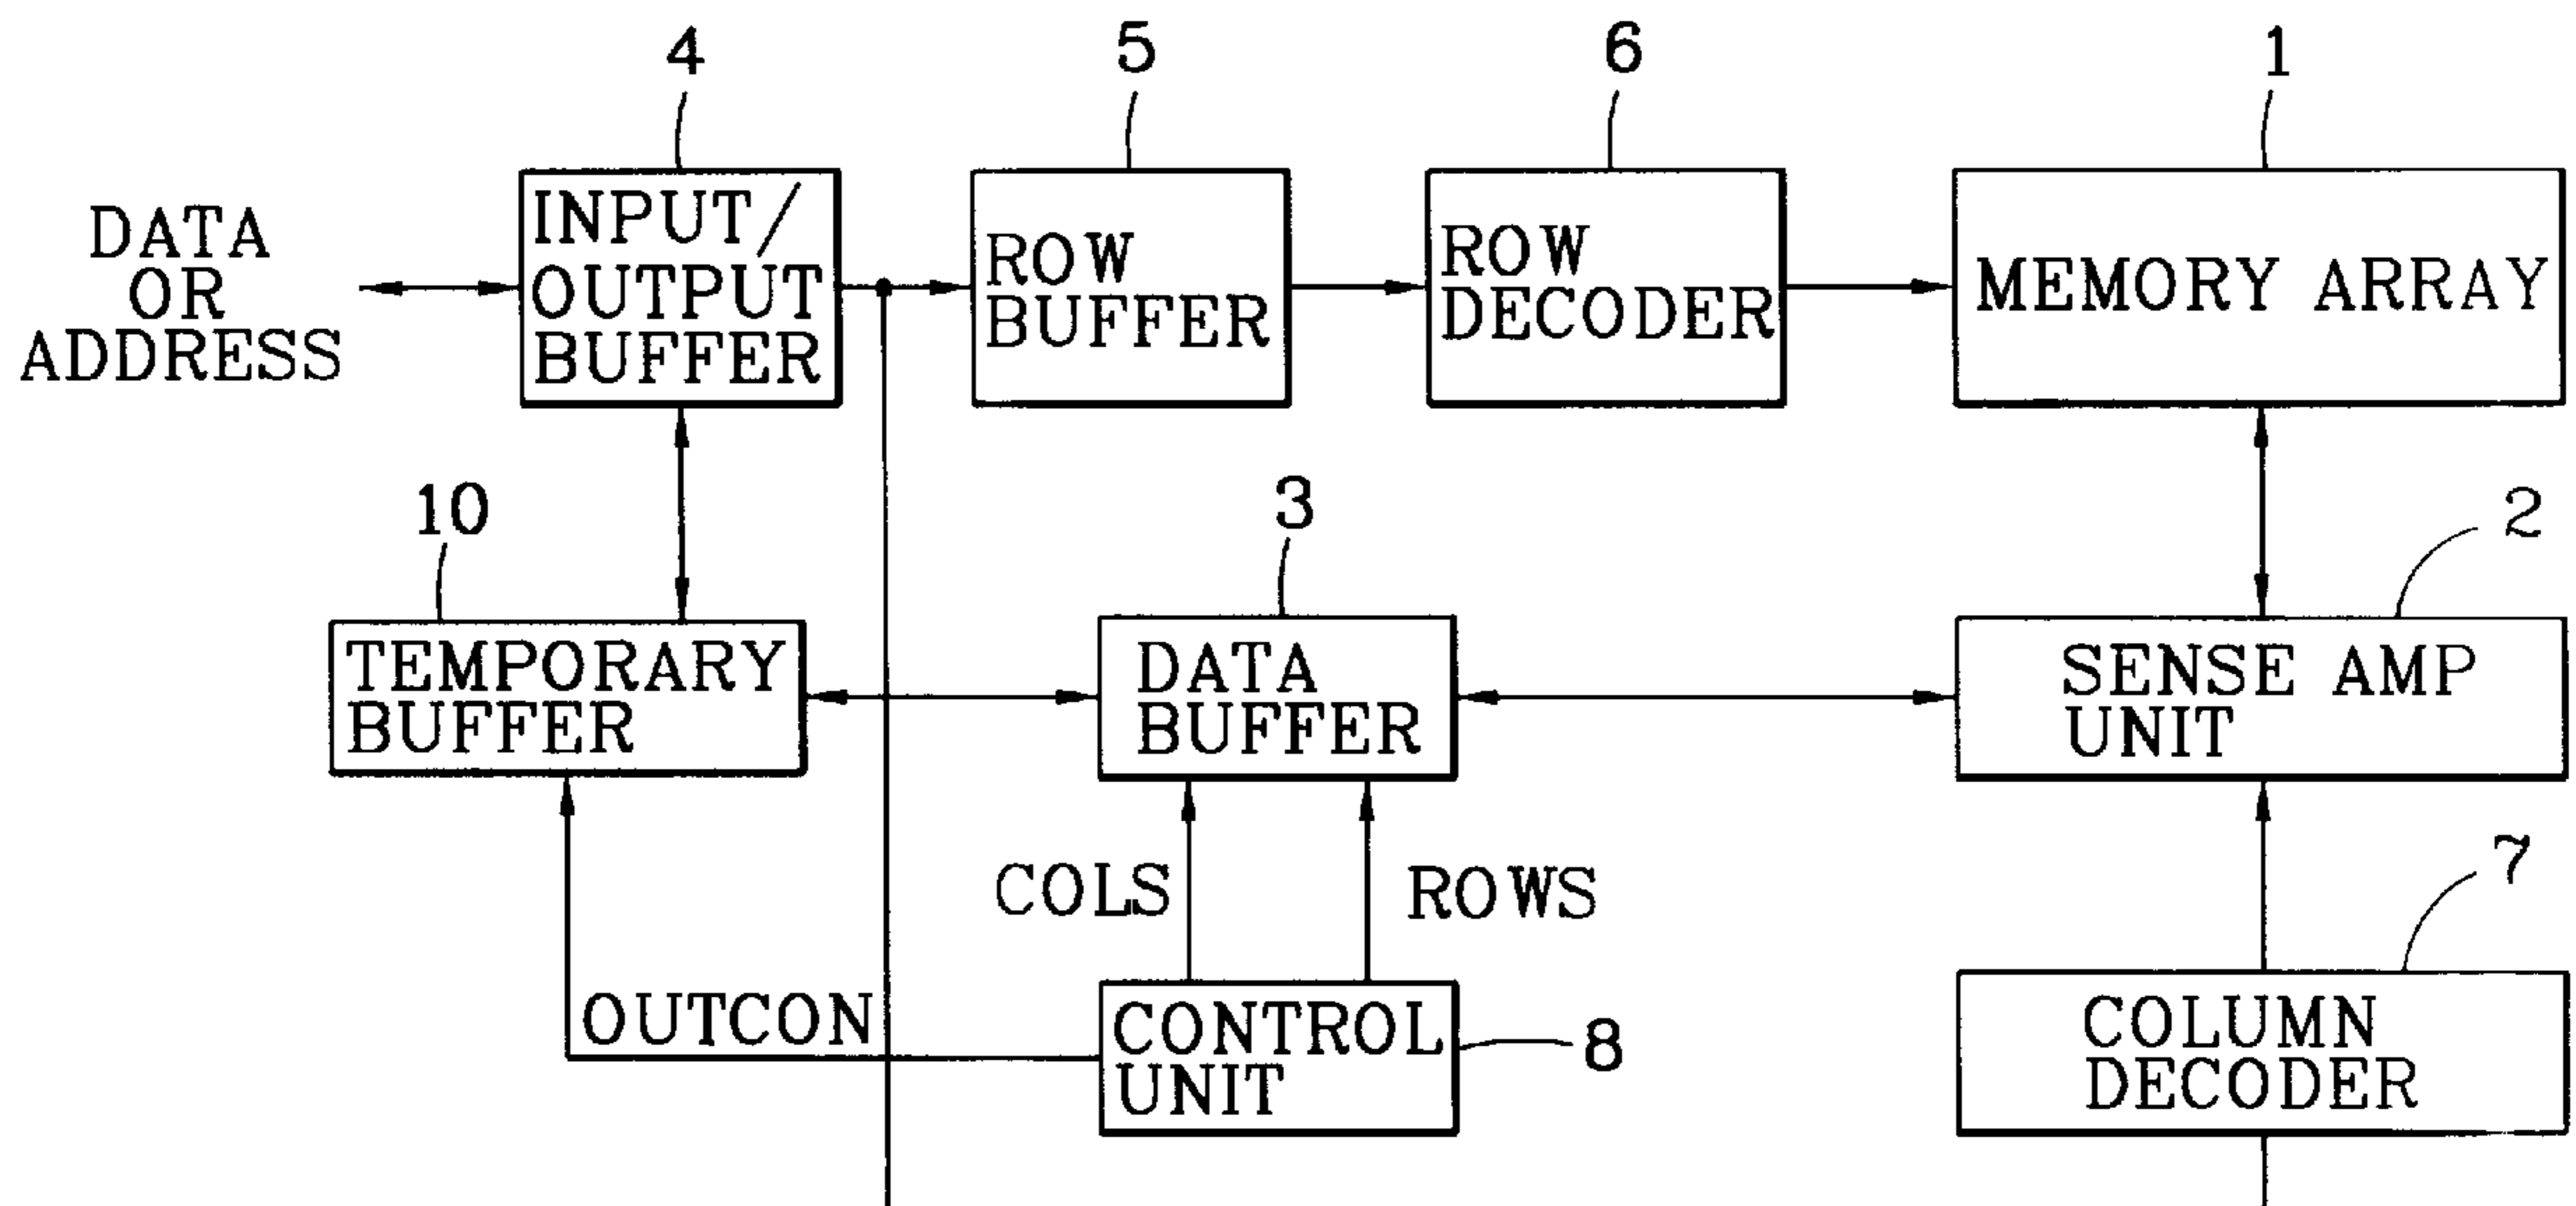 4
5
6
1
DATA
OR
ADDRESS
INPUT/
OUTPUT
BUFFER
ROW
BUFFER
ROW
DECODER
MEMORY ARRAY
10
3
2
TEMPORARY
BUFFER
DATA
BUFFER
SENSE AMP
UNIT
COLS
ROWS
7
OUTCON
CONTROL
UNIT
8
COLUMN
DECODER